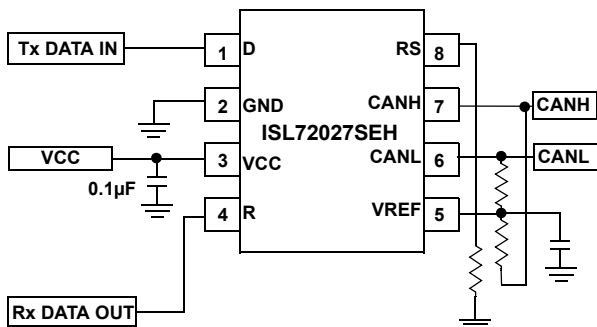 Tx DATA IN
1 D
RS 8
2 GND
CANH 7
CANH
ISL72027SEH
VCC
3 VCC
CANL 6
CANL
0.1µF
4 R
VREF 5
Rx DATA OUT